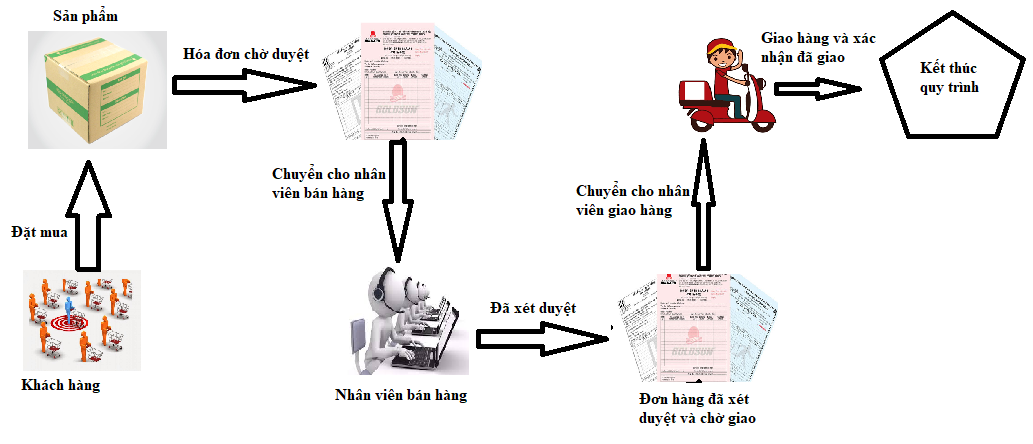 Sản phẩm
Hóa đơn chờ duyệt
Giao hàng và xác
nhận đã giao
Kết thúc
quy trình
Chuyển cho nhân
viên bán hàng
Chuyển cho nhân
viên giao hàng
Đặt mua
Đã xét duyệt
Khách hàng
Nhân viên bán hàng
Đơn hàng đã xét
duyệt và chờ giao
GOLDSUN
GOLDSUN